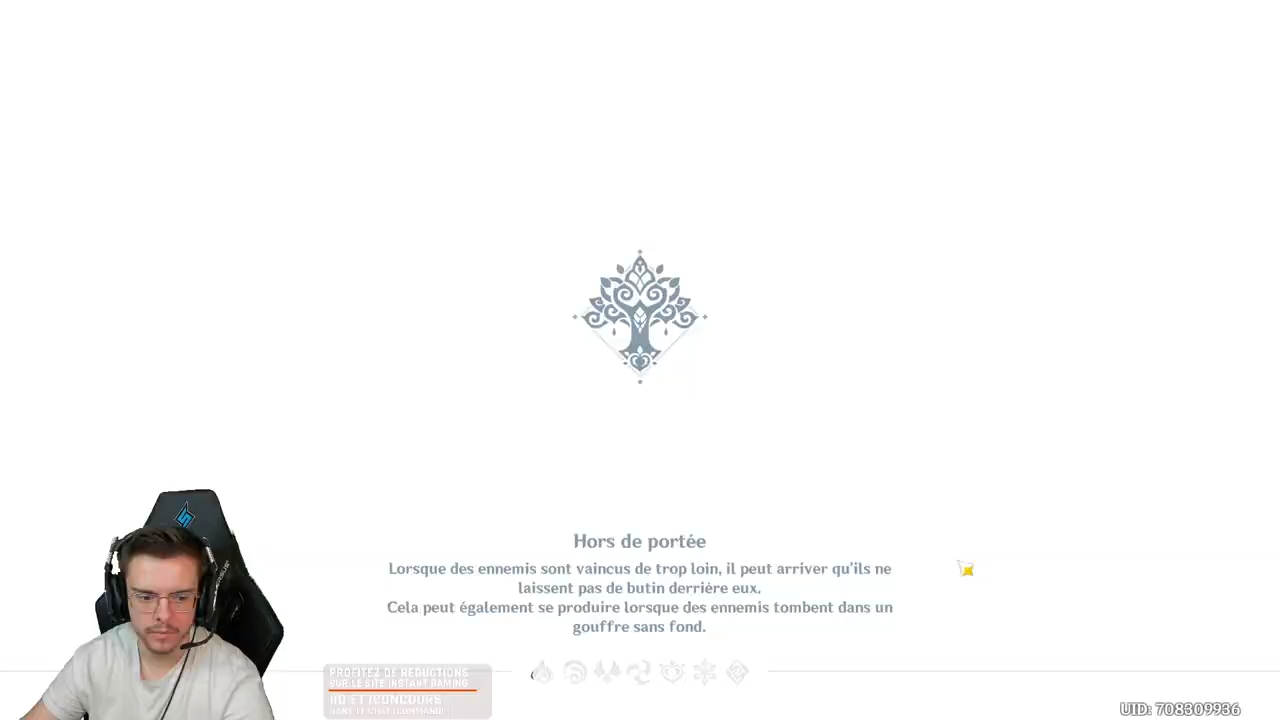 Hors de portée
Lorsque des ennemis sont vaincus de trop loin, il peut arriver qu'ils ne
laissent pas de butin derrière eux.
Cela peut également se produire lorsque des ennemis tombent dans un
gouffre sans fond.
PROFITEZ DE REDUCTIONS
SUR LE SITE INSTANT GAMING
UID: 708309936